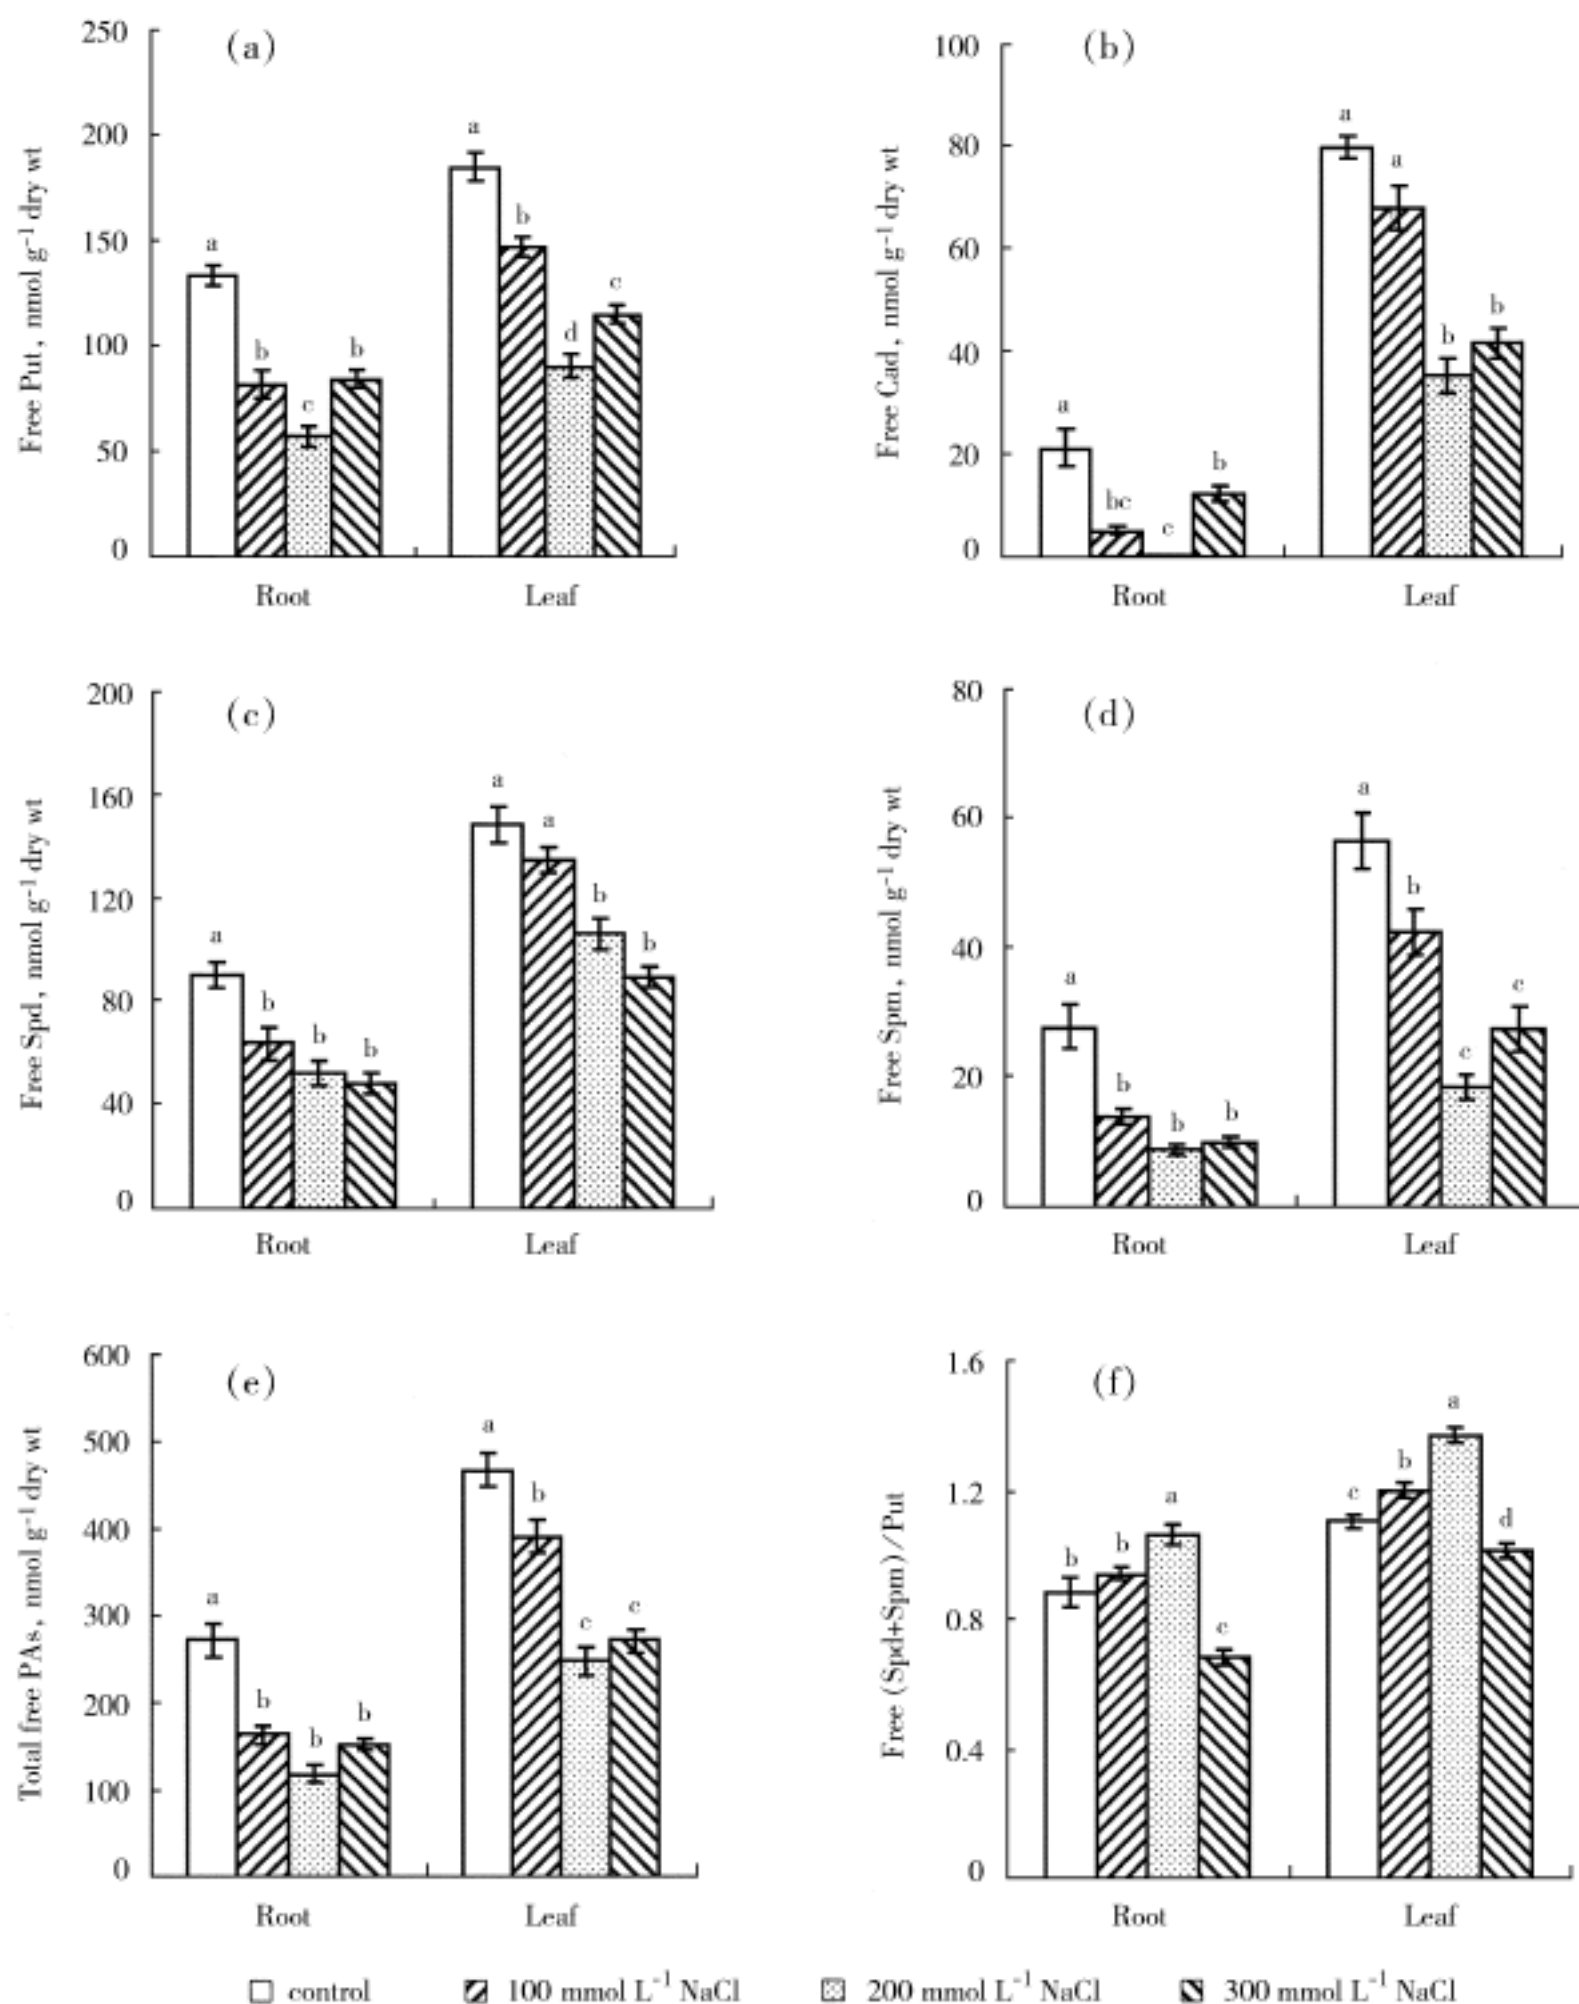 (a)
Free Put, nmol g⁻¹ dry wt
250
200
150
100
50
0
a
b
c
b
a
b
d
c
Root
Leaf
(b)
Free Cad, nmol g⁻¹ dry wt
100
80
60
40
20
0
a
bc
c
b
a
a
b
b
Root
Leaf
(c)
Free Spd, nmol g⁻¹ dry wt
200
160
120
80
40
0
a
b
b
b
a
a
b
b
Root
Leaf
(d)
Free Spm, nmol g⁻¹ dry wt
80
60
40
20
0
a
b
b
b
a
b
c
c
Root
Leaf
(e)
Total free PAs, nmol g⁻¹ dry wt
600
500
400
300
200
100
0
a
b
b
b
a
b
c
c
Root
Leaf
(f)
Free (Spd+Spm)/Put
1.6
1.2
0.8
0.4
0
b
b
a
c
c
b
a
d
Root
Leaf
control
100 mmol L⁻¹ NaCl
200 mmol L⁻¹ NaCl
300 mmol L⁻¹ NaCl